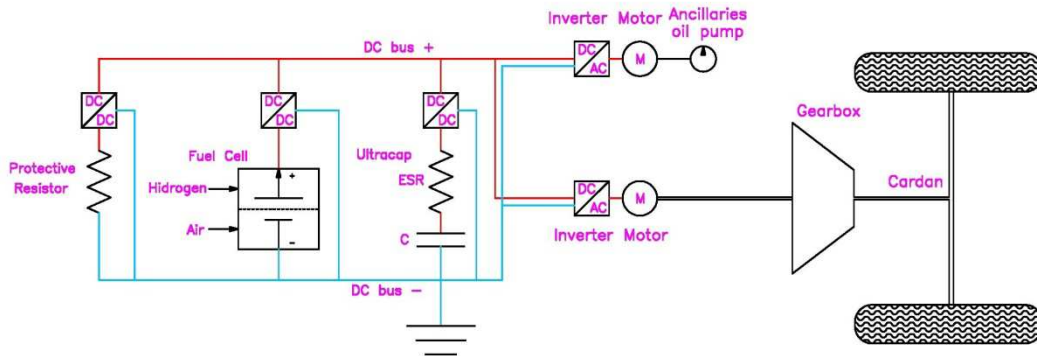 Inverter Motor
Ancillaries
oil pump
DC bus +
DC
AC
M
DC
DC
DC
DC
DC
DC
Gearbox
Protective
Resistor
Fuel Cell
+
Hidrogen
Air
-
Ultracap
ESR
C
DC
AC
M
Inverter Motor
Cardan
DC bus -